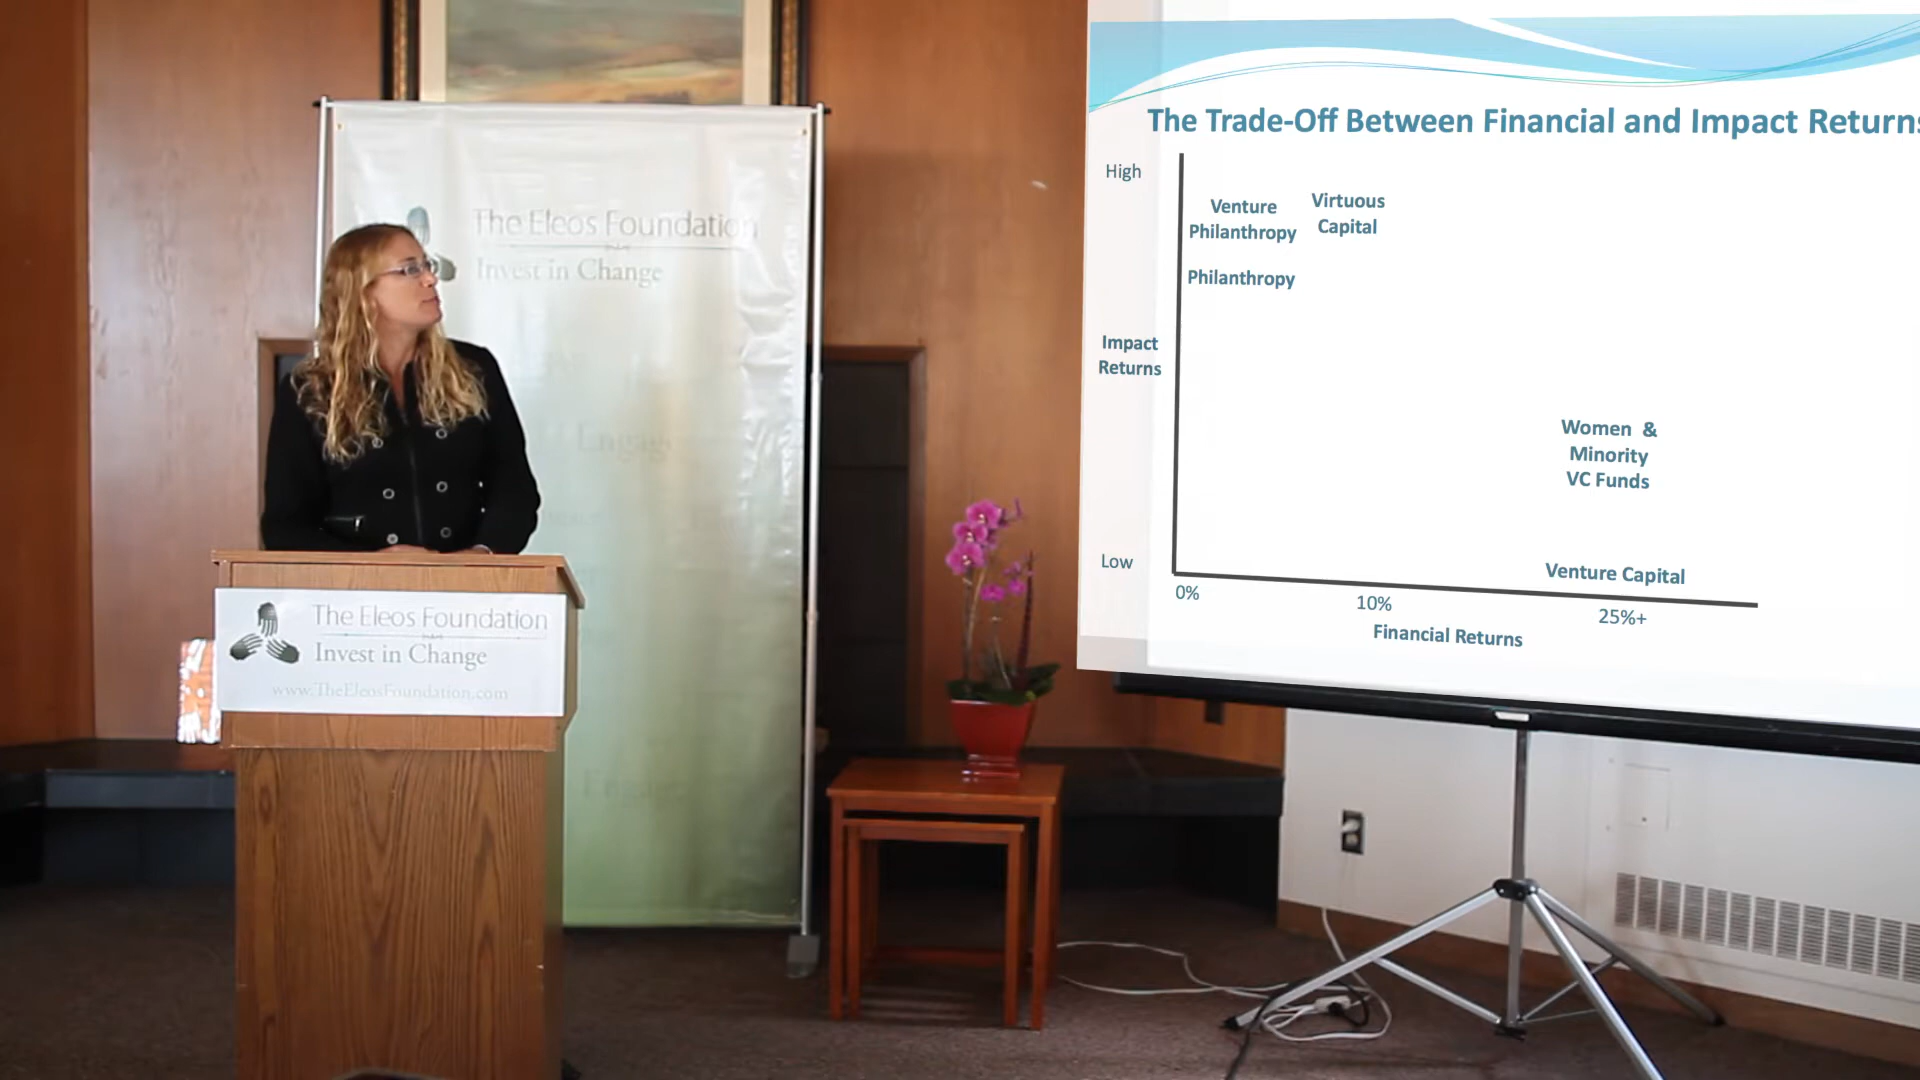 The Eleos Foundation
Invest in Change
Engage
The Eleos Foundation
Invest in Change
www.TheEleosFoundation.com
The Trade-Off Between Financial and Impact Returns
High
Venture
Philanthropy
Virtuous
Capital
Philanthropy
Impact
Returns
Women &
Minority
VC Funds
Low
Venture Capital
0%
10%
25%+
Financial Returns